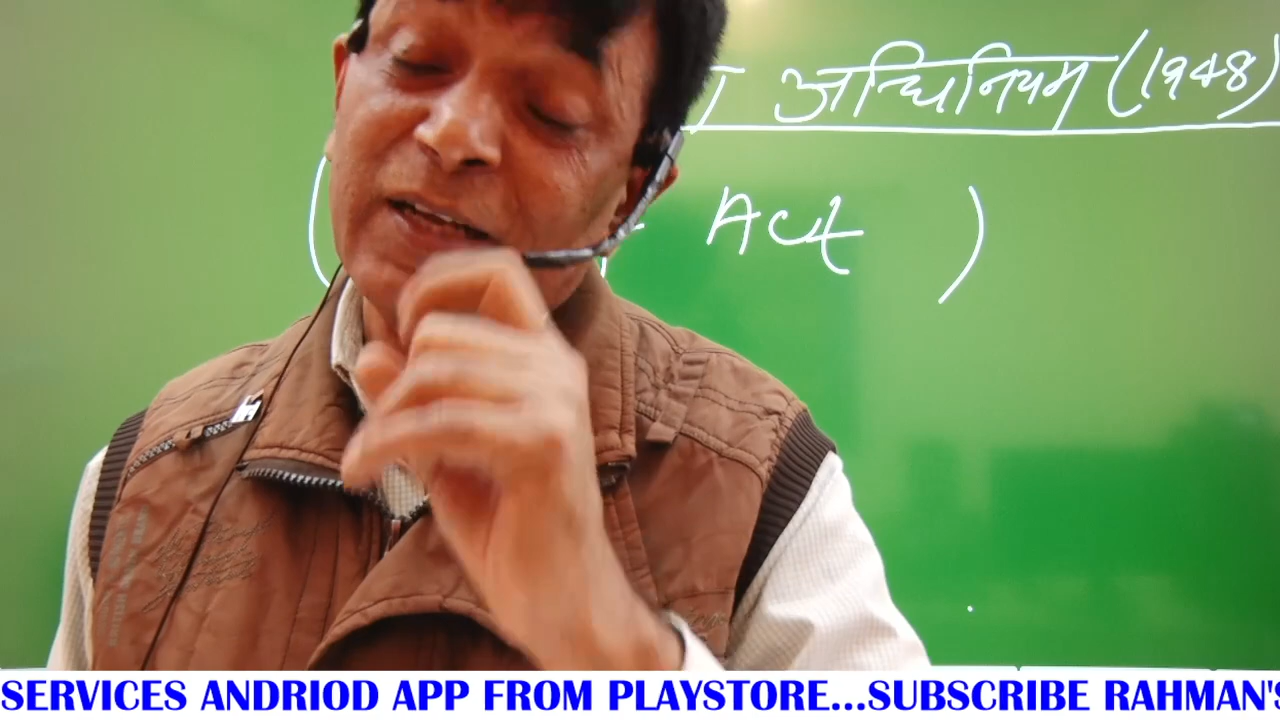 अधिनियम (1948)
( Act )
SERVICES ANDRIOD APP FROM PLAYSTORE...SUBSCRIBE RAHMAN'S